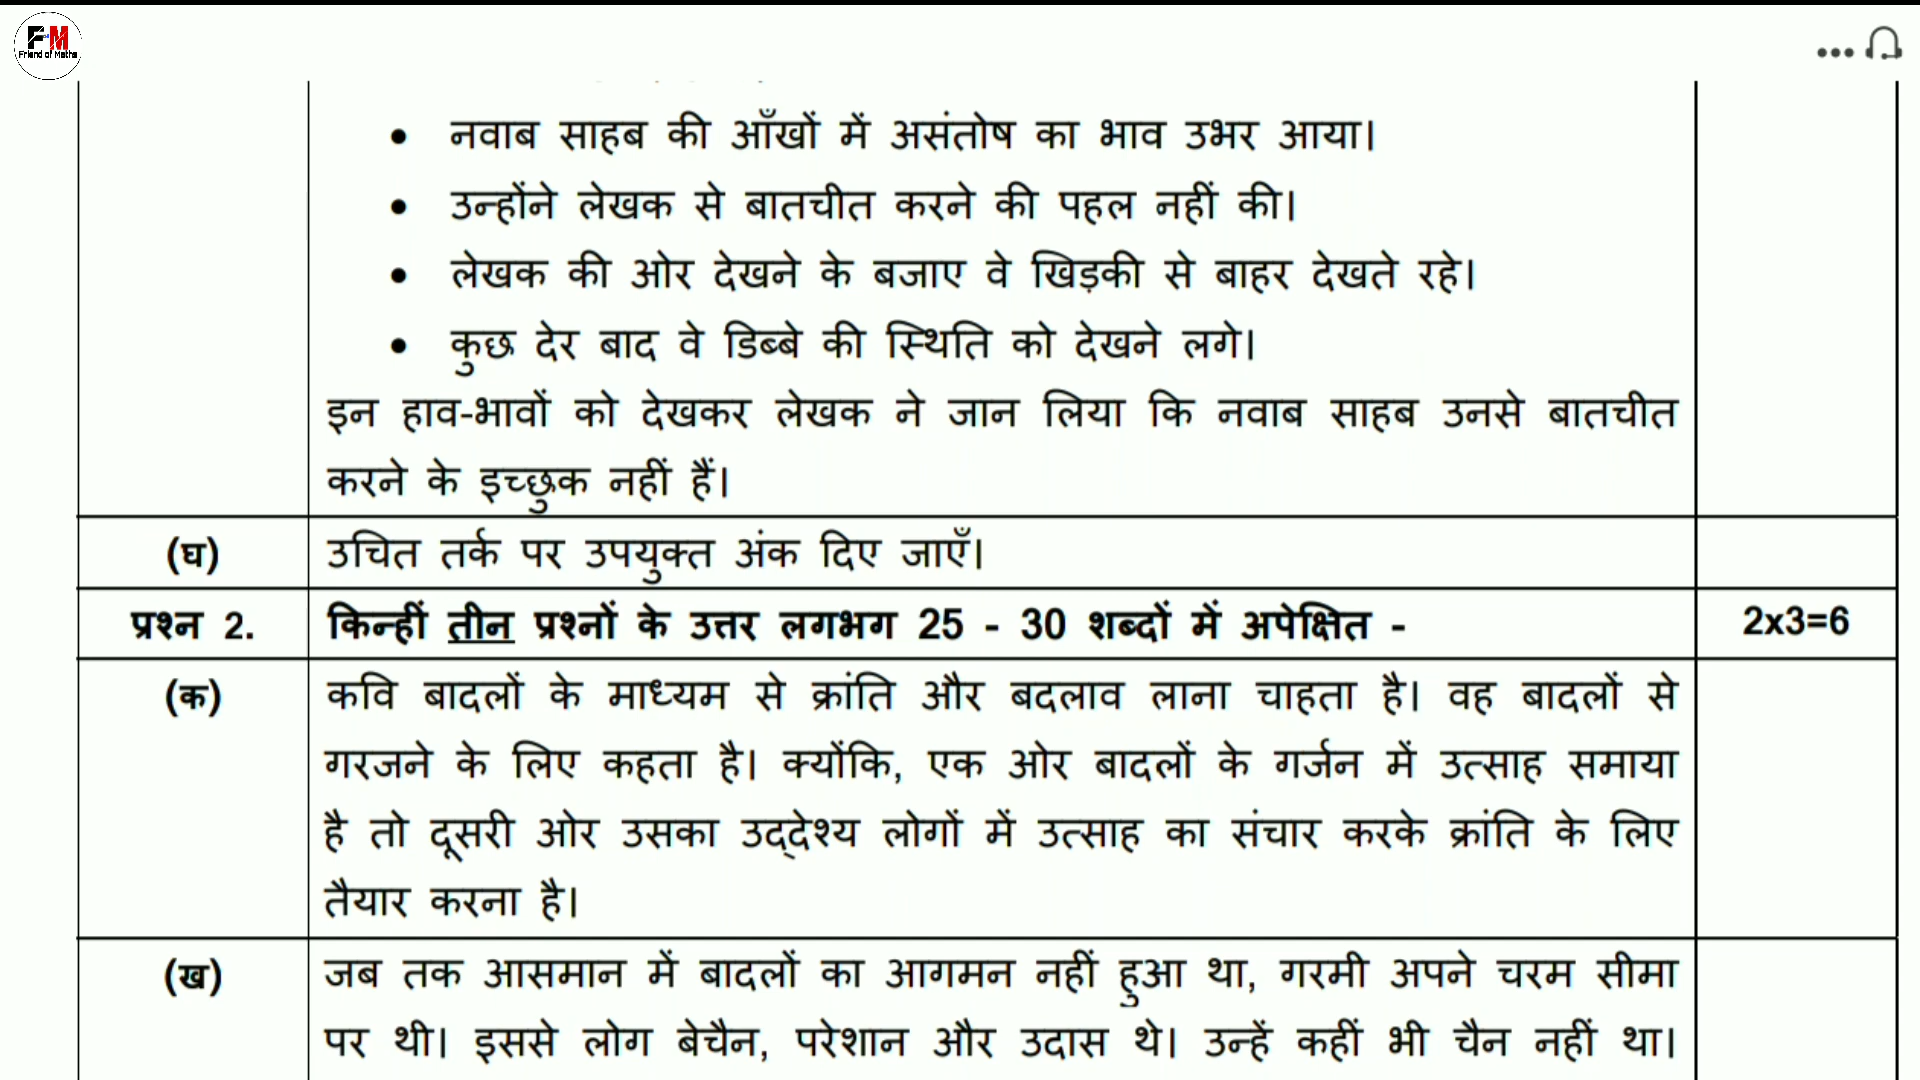 FM
Friend of Maths
• नवाब साहब की आँखों में असंतोष का भाव उभर आया।
• उन्होंने लेखक से बातचीत करने की पहल नहीं की।
• लेखक की ओर देखने के बजाए वे खिड़की से बाहर देखते रहे।
• कुछ देर बाद वे डिब्बे की स्थिति को देखने लगे।
इन हाव-भावों को देखकर लेखक ने जान लिया कि नवाब साहब उनसे बातचीत
करने के इच्छुक नहीं हैं।
(घ) उचित तर्क पर उपयुक्त अंक दिए जाएँ।
प्रश्न 2. किन्हीं तीन प्रश्नों के उत्तर लगभग 25 - 30 शब्दों में अपेक्षित - 2x3=6
(क) कवि बादलों के माध्यम से क्रांति और बदलाव लाना चाहता है। वह बादलों से
गरजने के लिए कहता है। क्योंकि, एक ओर बादलों के गर्जन में उत्साह समाया
है तो दूसरी ओर उसका उद्‌देश्य लोगों में उत्साह का संचार करके क्रांति के लिए
तैयार करना है।
(ख) जब तक आसमान में बादलों का आगमन नहीं हुआ था, गरमी अपने चरम सीमा
पर थी। इससे लोग बेचैन, परेशान और उदास थे। उन्हें कहीं भी चैन नहीं था।